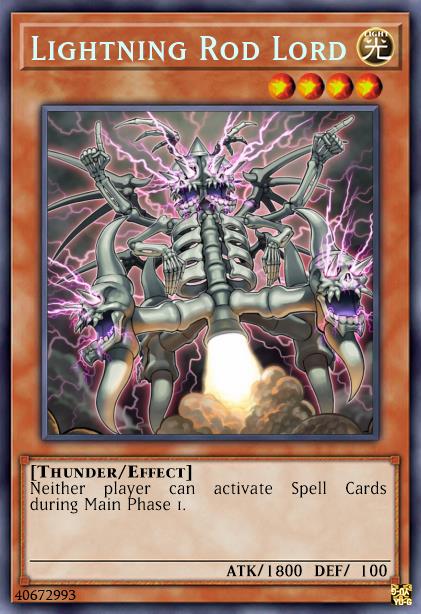 Lightning Rod Lord
LIGHT
光
[Thunder/Effect]
Neither player can activate Spell Cards
during Main Phase 1.
ATK/1800 DEF/ 100
40672993